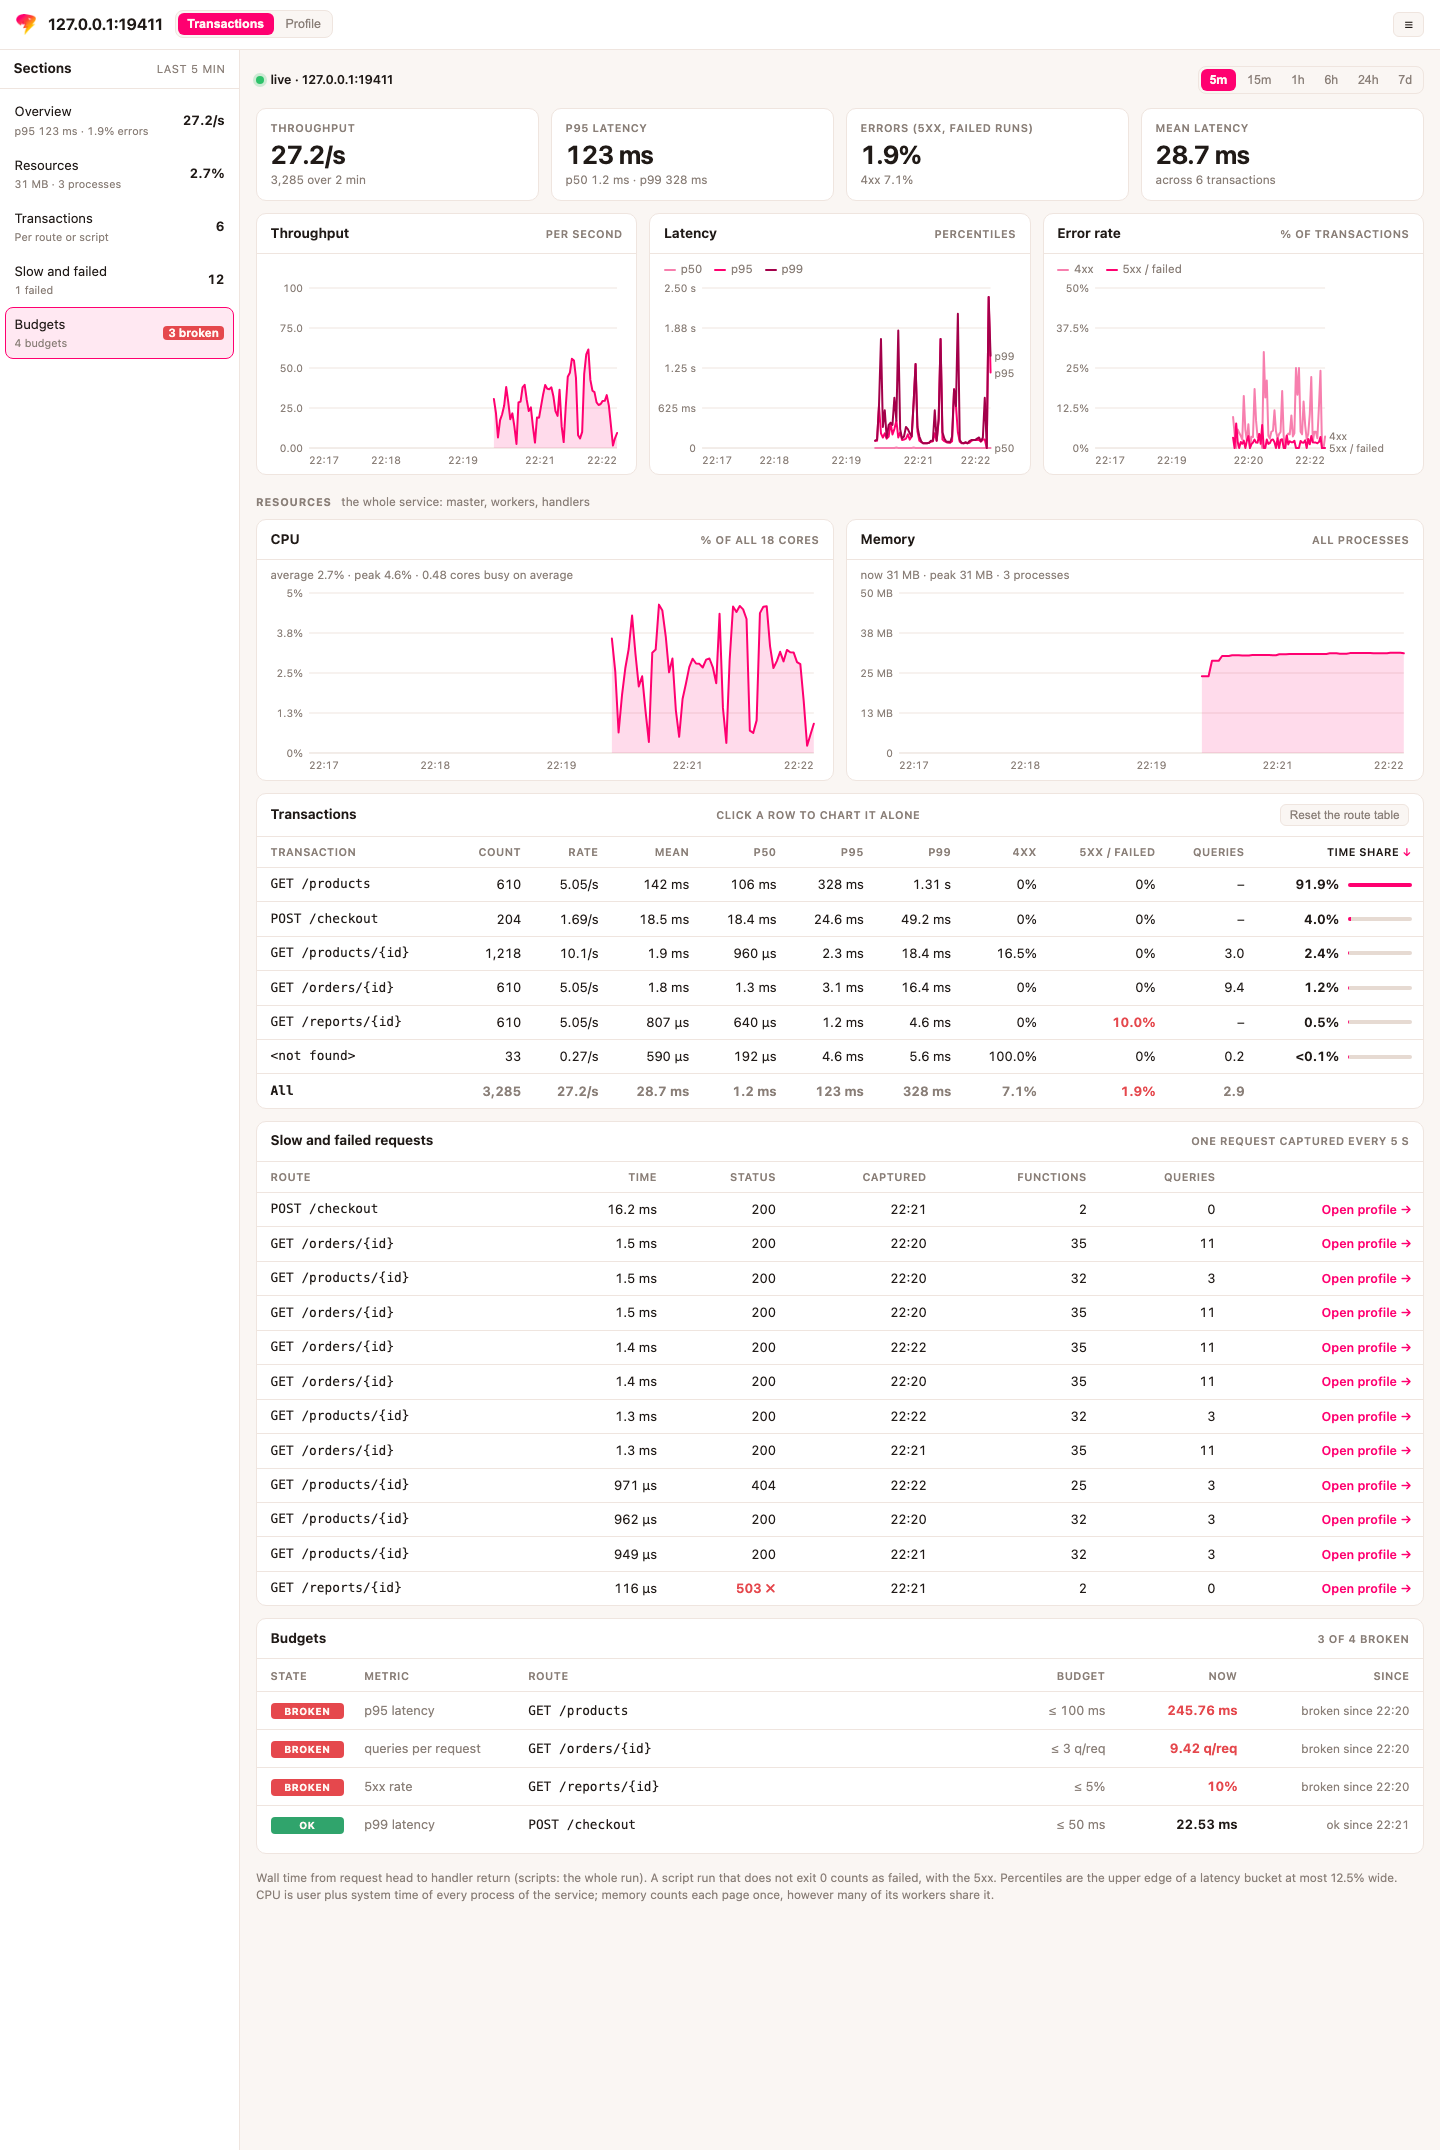 127.0.0.1:19411 Transactions Profile ≡
Sections LAST 5 MIN
Overview 27.2/s
p95 123 ms · 1.9% errors
Resources 2.7%
31 MB · 3 processes
Transactions 6
Per route or script
Slow and failed 12
1 failed
Budgets 3 broken
4 budgets
live · 127.0.0.1:19411 5m 15m 1h 6h 24h 7d
THROUGHPUT
27.2/s
3,285 over 2 min
P95 LATENCY
123 ms
p50 1.2 ms · p99 328 ms
ERRORS (5XX, FAILED RUNS)
1.9%
4xx 7.1%
MEAN LATENCY
28.7 ms
across 6 transactions
Throughput PER SECOND
100
75.0
50.0
25.0
0.00
22:17 22:18 22:19 22:21 22:22
Latency PERCENTILES
p50 p95 p99
2.50 s
1.88 s
1.25 s
625 ms
0
p99
p95
p50
22:17 22:18 22:19 22:21 22:22
Error rate % OF TRANSACTIONS
4xx 5xx / failed
50%
37.5%
25%
12.5%
0%
4xx
5xx / failed
22:17 22:19 22:20 22:22
RESOURCES the whole service: master, workers, handlers
CPU % OF ALL 18 CORES
average 2.7% · peak 4.6% · 0.48 cores busy on average
5%
3.8%
2.5%
1.3%
0%
22:17 22:18 22:19 22:21 22:22
Memory ALL PROCESSES
now 31 MB · peak 31 MB · 3 processes
50 MB
38 MB
25 MB
13 MB
0
22:17 22:18 22:19 22:21 22:22
Transactions CLICK A ROW TO CHART IT ALONE Reset the route table
TRANSACTION COUNT RATE MEAN P50 P95 P99 4XX 5XX / FAILED QUERIES TIME SHARE ↓
GET /products 610 5.05/s 142 ms 106 ms 328 ms 1.31 s 0% 0% – 91.9%
POST /checkout 204 1.69/s 18.5 ms 18.4 ms 24.6 ms 49.2 ms 0% 0% – 4.0%
GET /products/{id} 1,218 10.1/s 1.9 ms 960 µs 2.3 ms 18.4 ms 16.5% 0% 3.0 2.4%
GET /orders/{id} 610 5.05/s 1.8 ms 1.3 ms 3.1 ms 16.4 ms 0% 0% 9.4 1.2%
GET /reports/{id} 610 5.05/s 807 µs 640 µs 1.2 ms 4.6 ms 0% 10.0% – 0.5%
<not found> 33 0.27/s 590 µs 192 µs 4.6 ms 5.6 ms 100.0% 0% 0.2 <0.1%
All 3,285 27.2/s 28.7 ms 1.2 ms 123 ms 328 ms 7.1% 1.9% 2.9
Slow and failed requests ONE REQUEST CAPTURED EVERY 5 S
ROUTE TIME STATUS CAPTURED FUNCTIONS QUERIES
POST /checkout 16.2 ms 200 22:21 2 0 Open profile →
GET /orders/{id} 1.5 ms 200 22:20 35 11 Open profile →
GET /products/{id} 1.5 ms 200 22:20 32 3 Open profile →
GET /orders/{id} 1.5 ms 200 22:20 35 11 Open profile →
GET /orders/{id} 1.4 ms 200 22:22 35 11 Open profile →
GET /orders/{id} 1.4 ms 200 22:20 35 11 Open profile →
GET /products/{id} 1.3 ms 200 22:22 32 3 Open profile →
GET /orders/{id} 1.3 ms 200 22:21 35 11 Open profile →
GET /products/{id} 971 µs 404 22:22 25 3 Open profile →
GET /products/{id} 962 µs 200 22:20 32 3 Open profile →
GET /products/{id} 949 µs 200 22:21 32 3 Open profile →
GET /reports/{id} 116 µs 503 ✕ 22:21 2 0 Open profile →
Budgets 3 OF 4 BROKEN
STATE METRIC ROUTE BUDGET NOW SINCE
BROKEN p95 latency GET /products ≤ 100 ms 245.76 ms broken since 22:20
BROKEN queries per request GET /orders/{id} ≤ 3 q/req 9.42 q/req broken since 22:20
BROKEN 5xx rate GET /reports/{id} ≤ 5% 10% broken since 22:20
OK p99 latency POST /checkout ≤ 50 ms 22.53 ms ok since 22:21
Wall time from request head to handler return (scripts: the whole run). A script run that does not exit 0 counts as failed, with the 5xx. Percentiles are the upper edge of a latency bucket at most 12.5% wide.
CPU is user plus system time of every process of the service; memory counts each page once, however many of its workers share it.